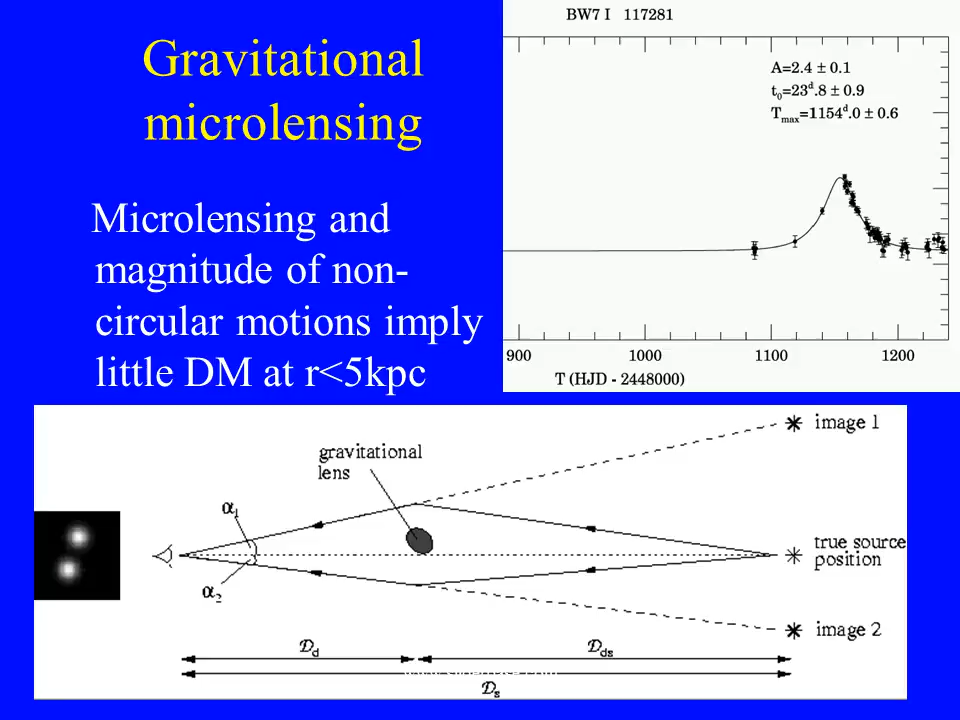 Gravitational
microlensing
Microlensing and
magnitude of non-
circular motions imply
little DM at r<5kpc
BW7 I 117281
A=2.4 ± 0.1
t₀=23ᵈ.8 ± 0.9
Tₘₐₓ=1154ᵈ.0 ± 0.6
900 1000 1100 1200
T (HJD - 2448000)
image 1
gravitational
lens
α₁
true source
position
α₂
image 2
𝒟d 𝒟ds
𝒟s